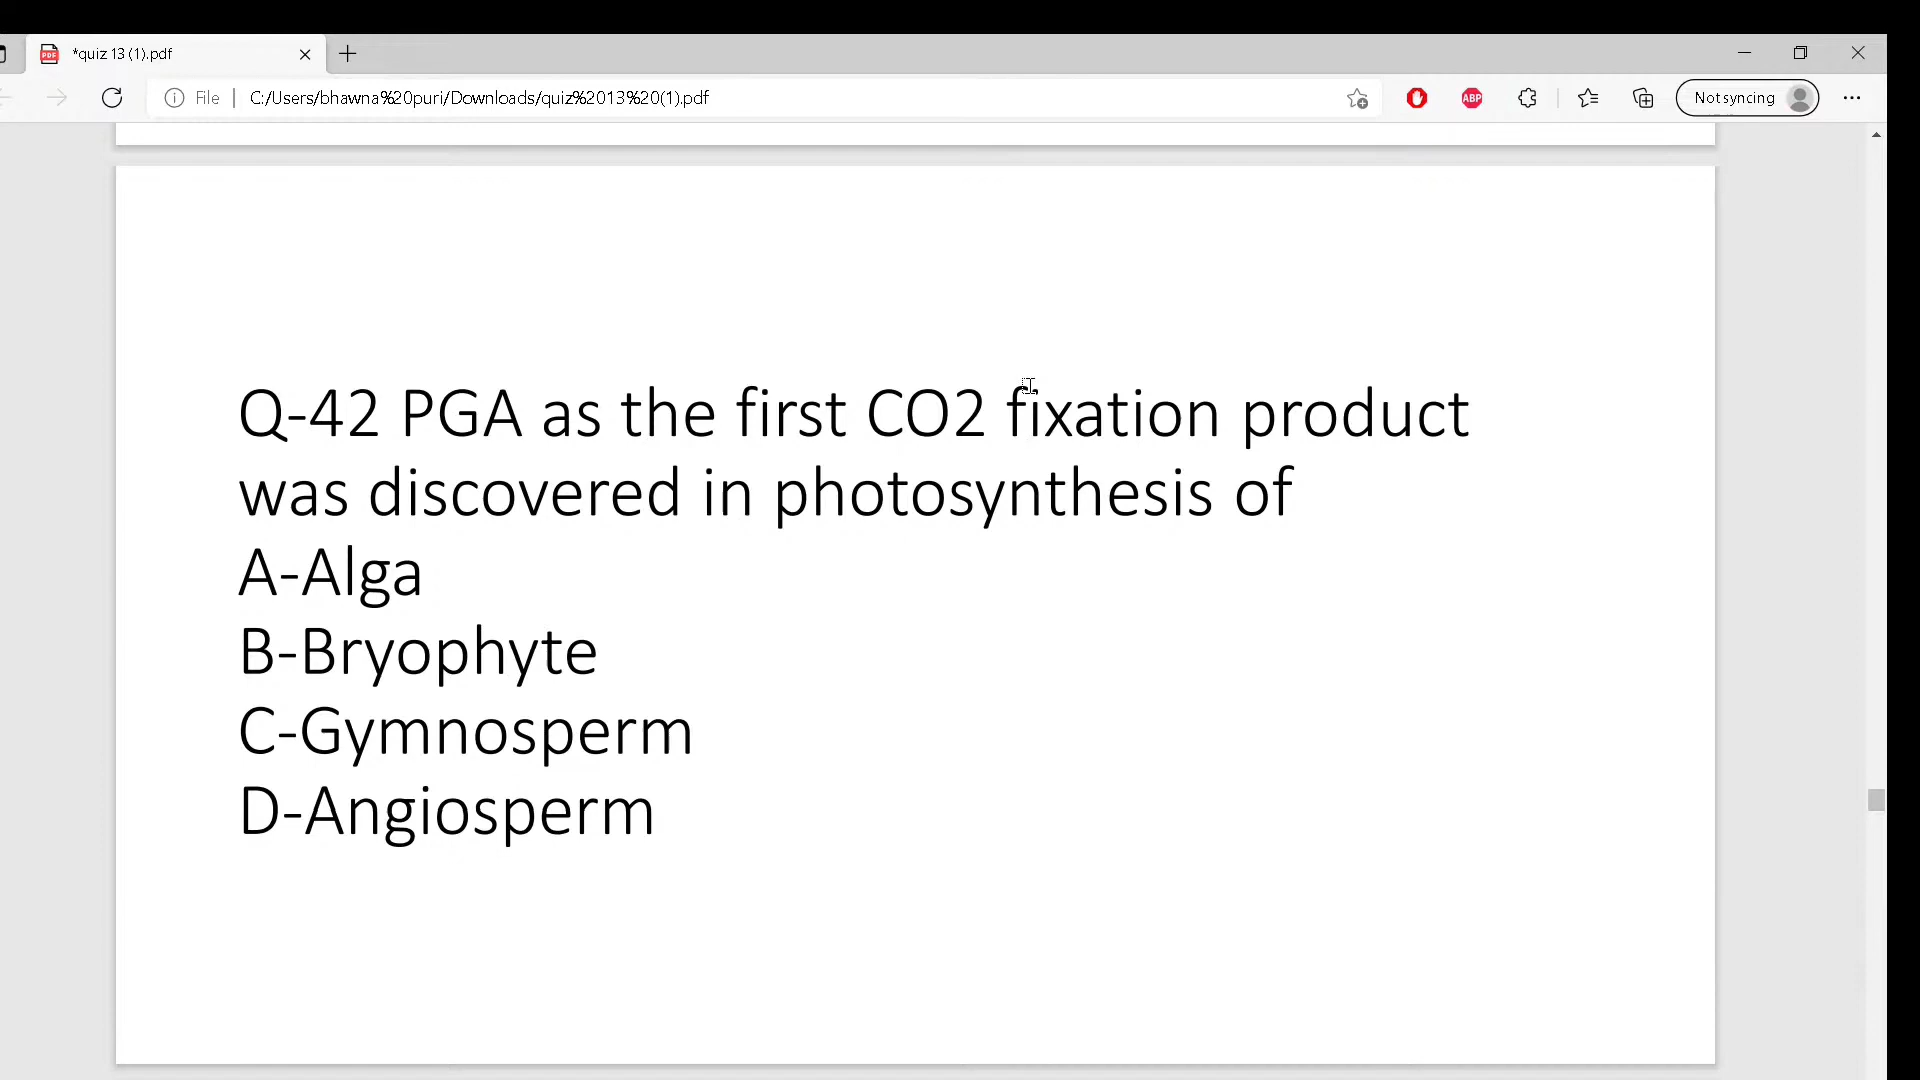 *quiz 13 (1).pdf
File
C:/Users/bhawna%20puri/Downloads/quiz%2013%20(1).pdf
ABP
Not syncing
Q-42 PGA as the first CO2 fixation product
was discovered in photosynthesis of
A-Alga
B-Bryophyte
C-Gymnosperm
D-Angiosperm